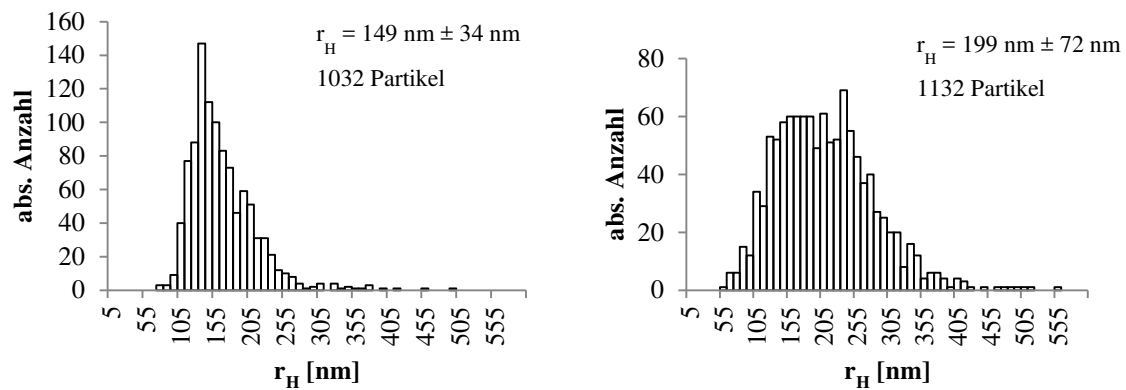 abs. Anzahl
160
140
120
100
80
60
40
20
0
r_H = 149 nm ± 34 nm
1032 Partikel
5 55 105 155 205 255 305 355 405 455 505 555
r_H [nm]
abs. Anzahl
80
60
40
20
0
r_H = 199 nm ± 72 nm
1132 Partikel
5 55 105 155 205 255 305 355 405 455 505 555
r_H [nm]